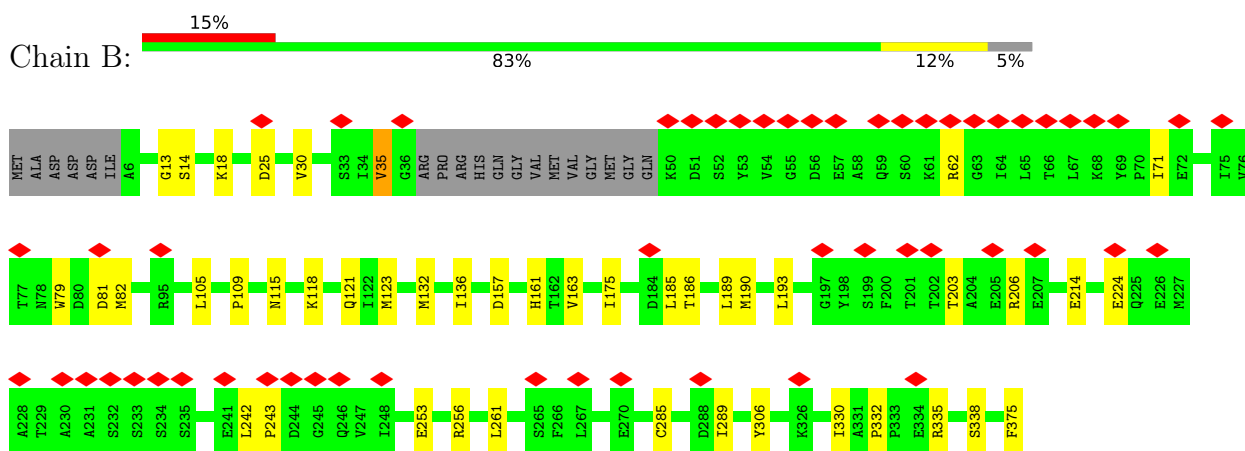 15%
Chain B:
83% 12% 5%
MET ALA ASP ASP ASP ILE A6 G13 S14 K18 D25 V30 S33 I34 V35 G36 ARG PRO ARG HIS GLN GLY VAL MET VAL GLY MET GLY GLN K50 D51 S52 Y53 V54 G55 D56 E57 A58 Q59 S60 K61 R62 G63 I64 L65 T66 L67 K68 Y69 P70 I71 E72 I75 V76
T77 N78 W79 D80 D81 M82 R95 L105 P109 N115 K118 Q121 I122 M123 M132 I136 D157 H161 T162 V163 I175 D184 L185 T186 L189 M190 L193 G197 Y198 S199 F200 T201 T202 T203 A204 E205 R206 E207 E214 E224 Q225 E226 M227
A228 T229 A230 A231 S232 S233 S234 S235 E241 L242 P243 D244 G245 Q246 V247 I248 E253 R256 L261 S265 F266 L267 E270 C285 D288 I289 Y306 K326 I330 A331 P332 P333 E334 R335 S338 F375